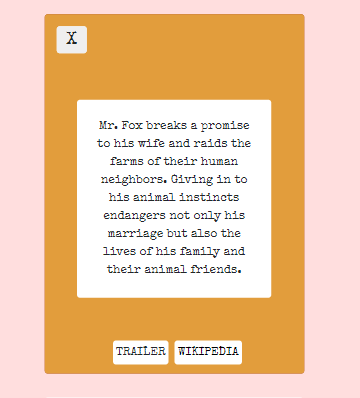 X
Mr. Fox breaks a promise
to his wife and raids the
farms of their human
neighbors. Giving in to
his animal instincts
endangers not only his
marriage but also the
lives of his family and
their animal friends.
TRAILER WIKIPEDIA